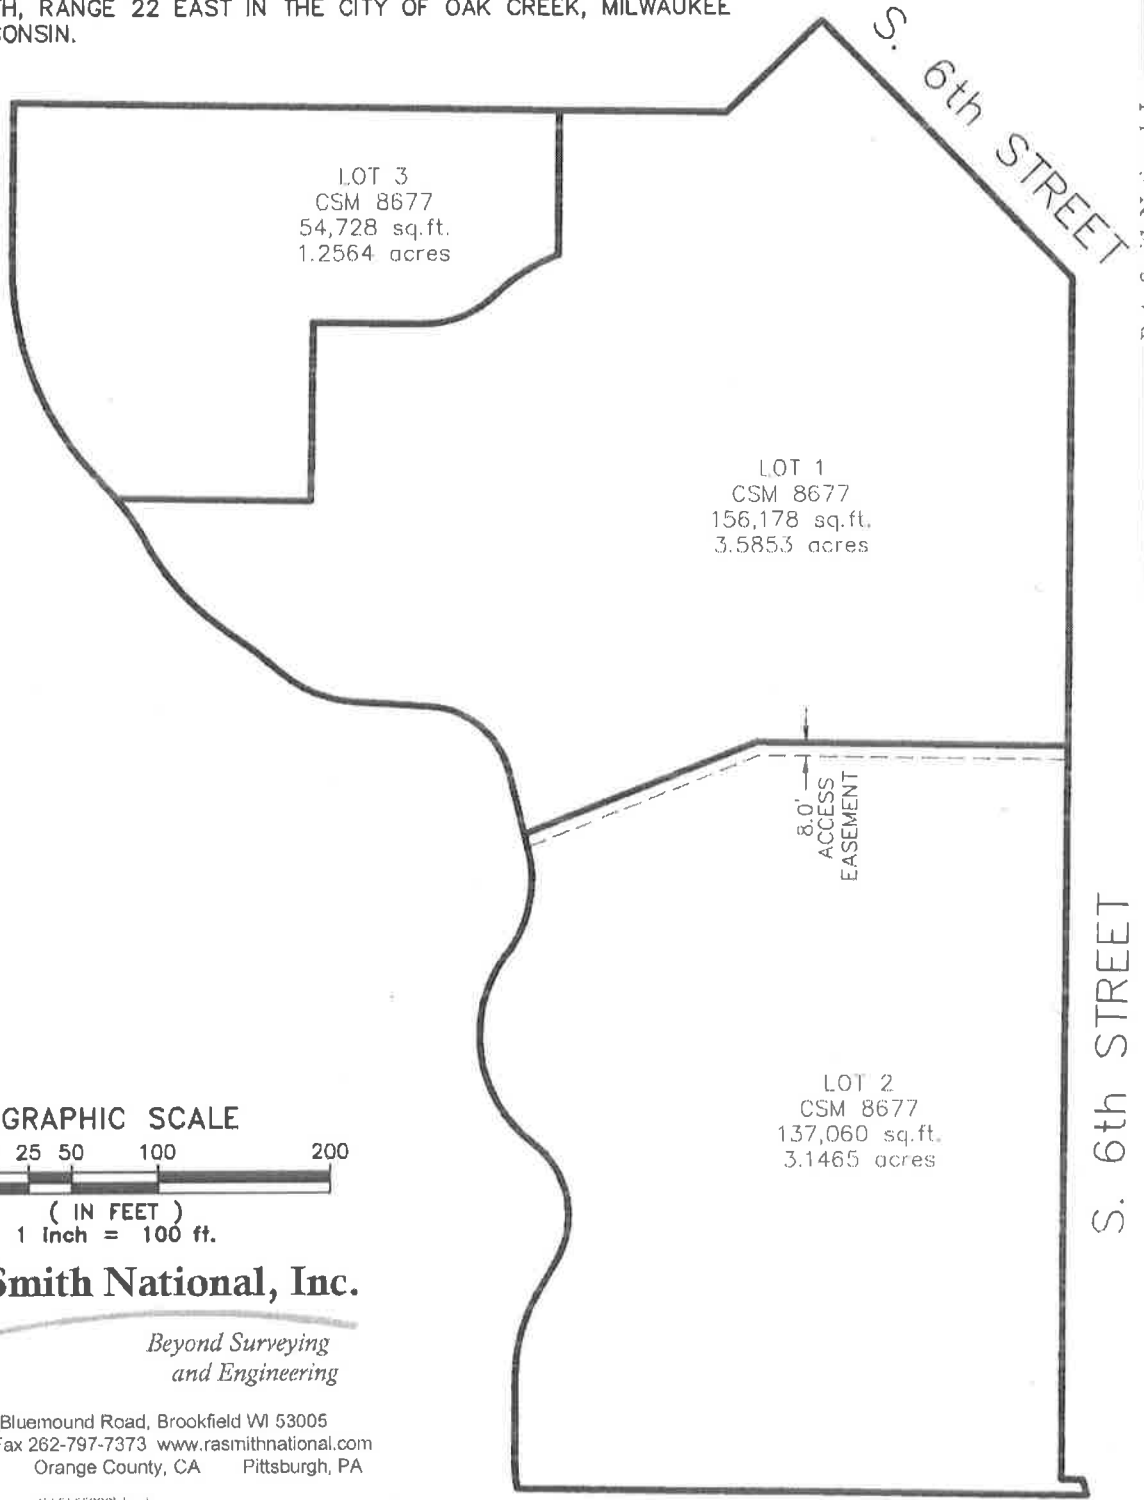 RANGE 22 EAST IN THE CITY OF OAK CREEK, MILWAUKEE
S. 6th STREET
LOT 3
CSM 8677
54,728 sq.ft.
1.2564 acres
LOT 1
CSM 8677
156,178 sq.ft.
3.5853 acres
8.0'
ACCESS
EASEMENT
S. 6th STREET
LOT 2
CSM 8677
137,060 sq.ft.
3.1465 acres
GRAPHIC SCALE
25 50 100 200
( IN FEET )
1 inch = 100 ft.
Smith National, Inc.
Beyond Surveying
and Engineering
Bluemound Road, Brookfield WI 53005
Fax 262-797-7373 www.rasmithnational.com
Orange County, CA Pittsburgh, PA